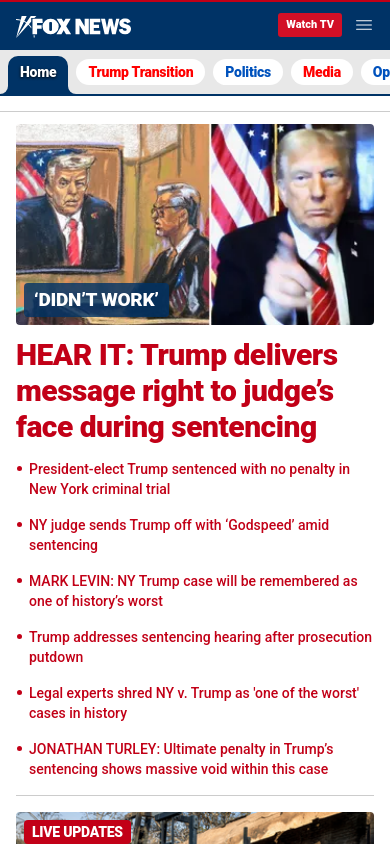 FOX NEWS
Watch TV
Home
Trump Transition
Politics
Media
Op
‘DIDN’T WORK’
HEAR IT: Trump delivers
message right to judge’s
face during sentencing
• President-elect Trump sentenced with no penalty in
New York criminal trial
• NY judge sends Trump off with ‘Godspeed’ amid
sentencing
• MARK LEVIN: NY Trump case will be remembered as
one of history’s worst
• Trump addresses sentencing hearing after prosecution
putdown
• Legal experts shred NY v. Trump as 'one of the worst'
cases in history
• JONATHAN TURLEY: Ultimate penalty in Trump’s
sentencing shows massive void within this case
LIVE UPDATES